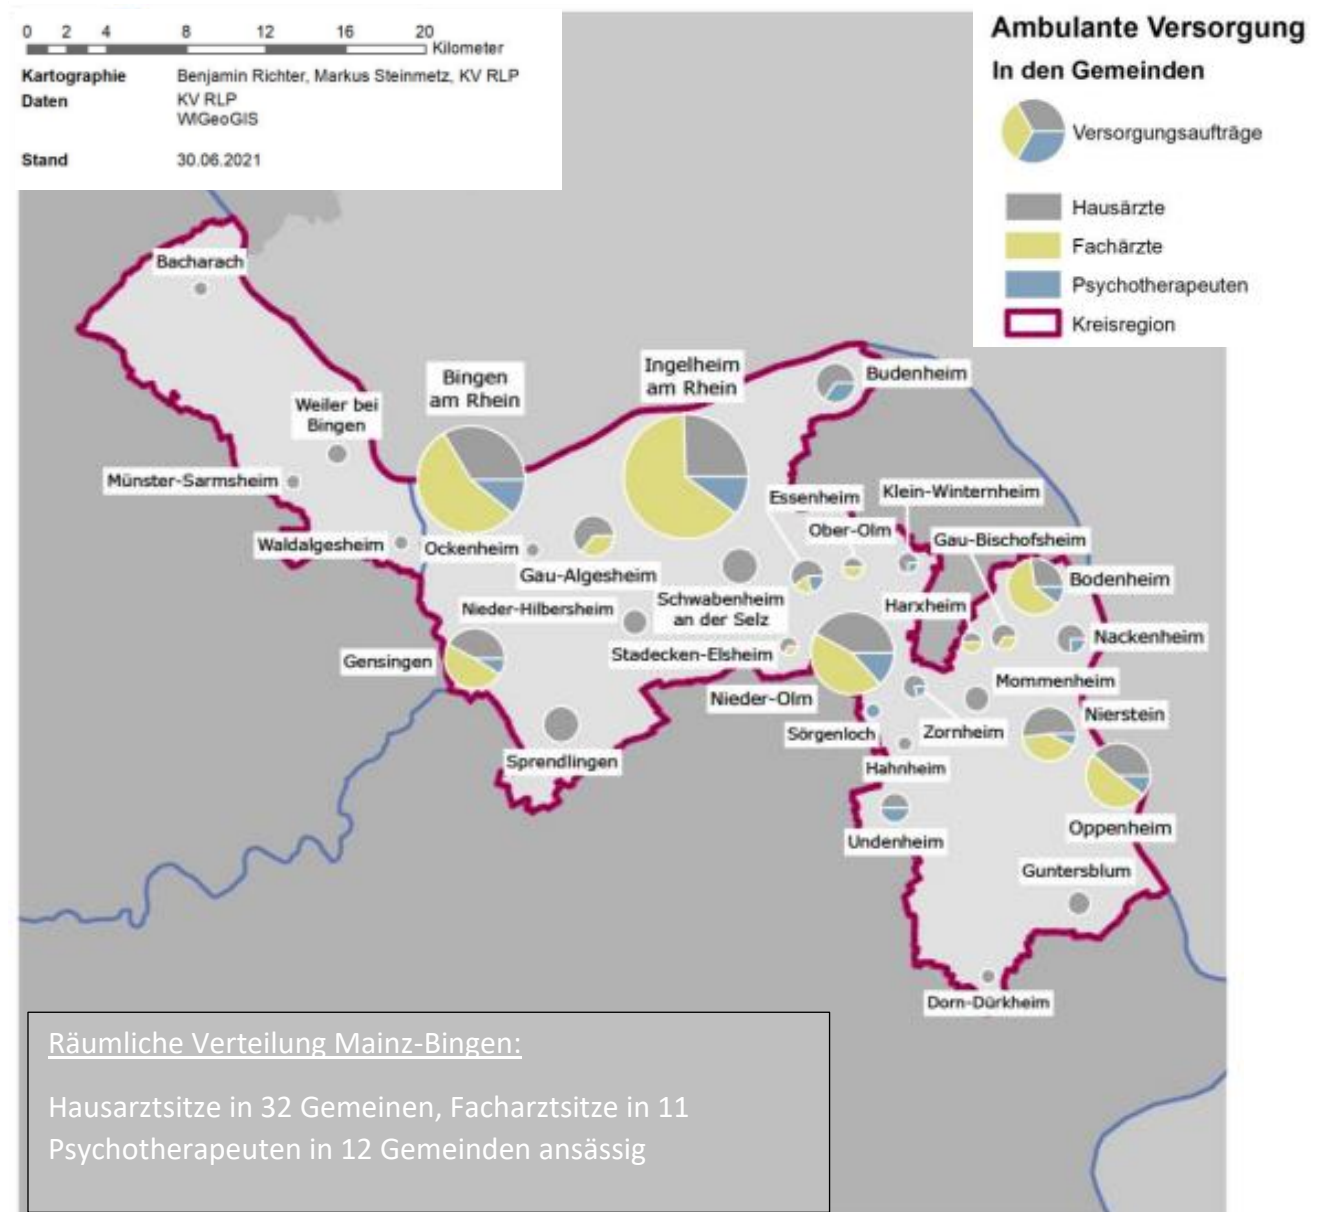 0 2 4 8 12 16 20
Kilometer
Kartographie Benjamin Richter, Markus Steinmetz, KV RLP
Daten KV RLP
WIGeoGIS
Stand 30.06.2021
Ambulante Versorgung
In den Gemeinden
Versorgungsaufträge
Hausärzte
Fachärzte
Psychotherapeuten
Kreisregion
Bacharach
Bingen
am Rhein
Ingelheim
am Rhein
Budenheim
Weiler bei
Bingen
Münster-Sarmsheim
Waldalgesheim
Ockenheim
Gau-Algesheim
Essenheim
Klein-Winternheim
Ober-Olm
Gau-Bischofsheim
Bodenheim
Nieder-Hilbersheim
Schwabenheim
an der Selz
Harxheim
Nackenheim
Gensingen
Stadecken-Elsheim
Nieder-Olm
Mommenheim
Nierstein
Sörgenloch
Zornheim
Sprendlingen
Hahnheim
Undenheim
Oppenheim
Guntersblum
Dorn-Dürkheim
Räumliche Verteilung Mainz-Bingen:
Hausarztsitze in 32 Gemeinen, Facharztsitze in 11
Psychotherapeuten in 12 Gemeinden ansässig